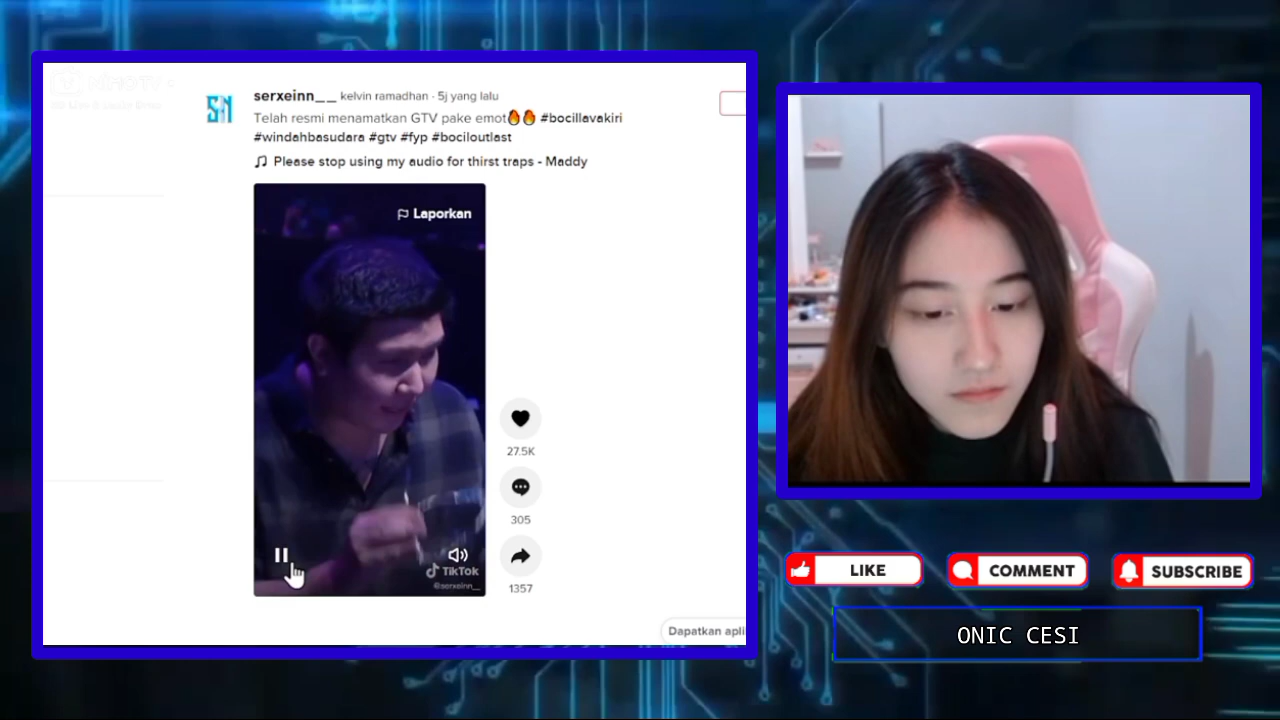 serxeinn__ kelvin ramadhan · 5j yang lalu
Telah resmi menamatkan GTV pake emot🔥🔥 #bocillavakiri
#windahbasudara #gtv #fyp #bociloutlast
Please stop using my audio for thirst traps - Maddy
Laporkan
27.5K
305
1357
TikTok
@serxeinn__
Dapatkan apli
LIKE
COMMENT
SUBSCRIBE
ONIC CESI